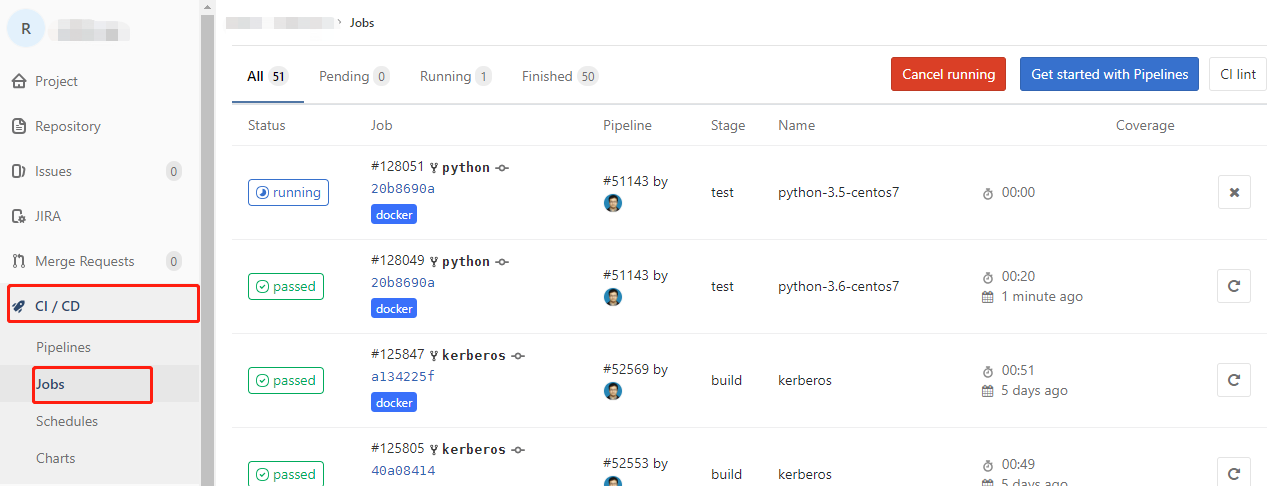 R
Project
Repository
Issues 0
JIRA
Merge Requests 0
CI / CD
Pipelines
Jobs
Schedules
Charts
› Jobs
All 51 Pending 0 Running 1 Finished 50 Cancel running Get started with Pipelines CI lint
Status Job Pipeline Stage Name Coverage
running #128051 python
20b8690a
docker
#51143 by
test python-3.5-centos7 00:00
passed #128049 python
20b8690a
docker
#51143 by
test python-3.6-centos7 00:20
1 minute ago
passed #125847 kerberos
a134225f
docker
#52569 by
build kerberos 00:51
5 days ago
passed #125805 kerberos
40a08414
#52553 by
build kerberos 00:49
5 days ago